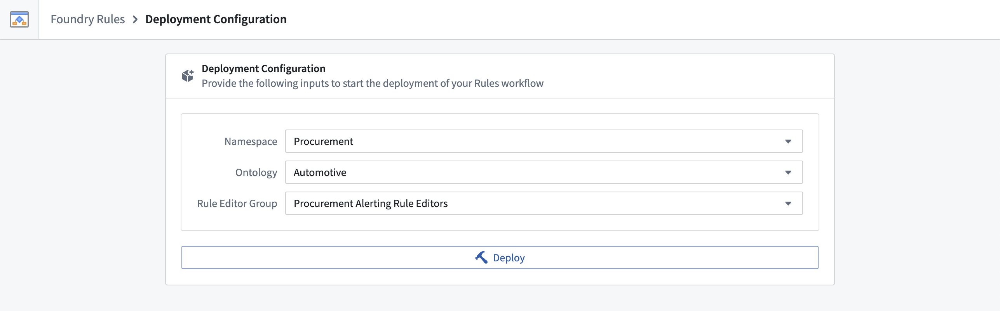 Foundry Rules > Deployment Configuration
Deployment Configuration
Provide the following inputs to start the deployment of your Rules workflow
Namespace Procurement
Ontology Automotive
Rule Editor Group Procurement Alerting Rule Editors
Deploy